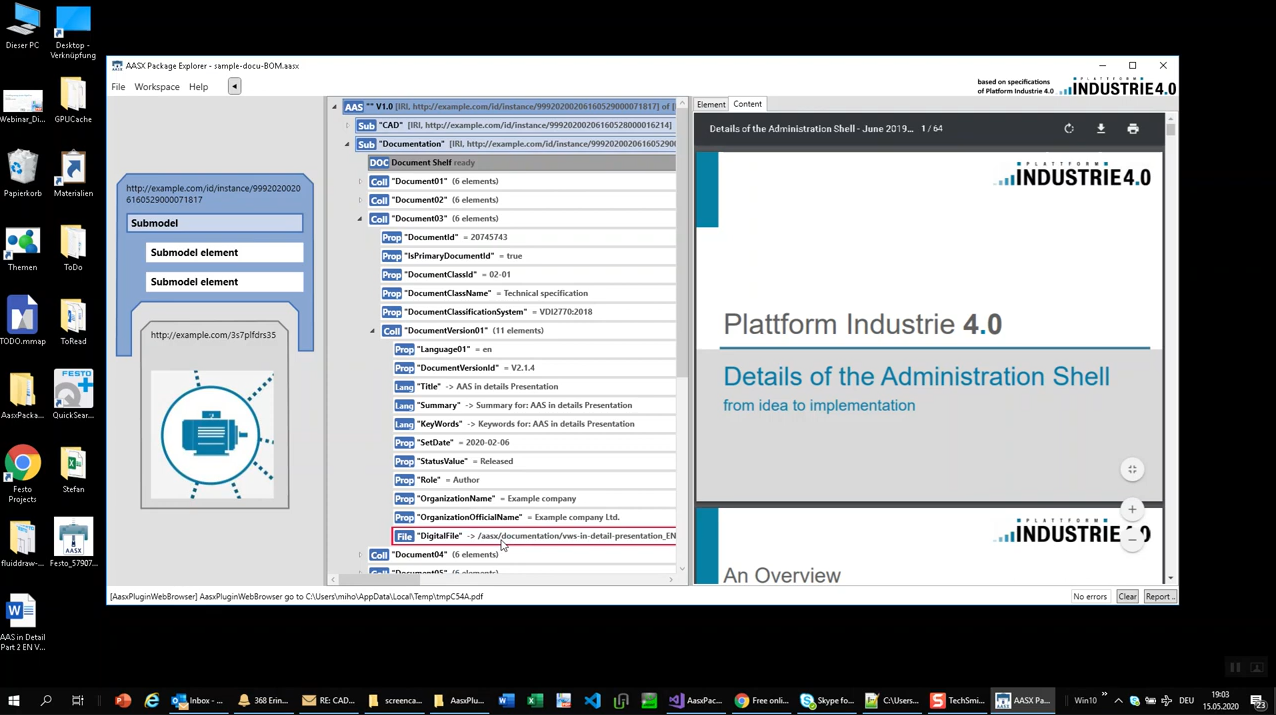 Dieser PC
Desktop -
Verknüpfung
Webinar_Di...
GPUCache
Papierkorb
Materialien
Themen
ToDo
TODO.mmap
ToRead
AasxPacka...
QuickSear...
Festo
Projects
Stefan
fluiddraw-...
Festo_57907...
AAS in Detail
Part 2 EN V...
AASX Package Explorer - sample-docu-BOM.aasx
File Workspace Help
based on specifications
of Platform Industrie 4.0
PLATTFORM
INDUSTRIE4.0
http://example.com/id/instance/9992020020
6160529000071817
Submodel
Submodel element
Submodel element
http://example.com/3s7plfdrs35
AAS "" V1.0 [IRI, http://example.com/id/instance/99920200206160529000071817] of [
Sub "CAD" [IRI, http://example.com/id/instance/99920200206160528000016214]
Sub "Documentation" [IRI, http://example.com/id/instance/999202002061605290
DOC Document Shelf ready
Coll "Document01" (6 elements)
Coll "Document02" (6 elements)
Coll "Document03" (6 elements)
Prop "DocumentId" = 20745743
Prop "IsPrimaryDocumentId" = true
Prop "DocumentClassId" = 02-01
Prop "DocumentClassName" = Technical specification
Prop "DocumentClassificationSystem" = VDI2770:2018
Coll "DocumentVersion01" (11 elements)
Prop "Language01" = en
Prop "DocumentVersionId" = V2.1.4
Lang "Title" -> AAS in details Presentation
Lang "Summary" -> Summary for: AAS in details Presentation
Lang "KeyWords" -> Keywords for: AAS in details Presentation
Prop "SetDate" = 2020-02-06
Prop "StatusValue" = Released
Prop "Role" = Author
Prop "OrganizationName" = Example company
Prop "OrganizationOfficialName" = Example company Ltd.
File "DigitalFile" -> /aasx/documentation/vws-in-detail-presentation_EN
Coll "Document04" (6 elements)
Coll "Document05" (6 elements)
Element Content
Details of the Administration Shell - June 2019... 1 / 64
PLATTFORM
INDUSTRIE4.0
Plattform Industrie 4.0
Details of the Administration Shell
from idea to implementation
INDUSTRIE4.0
An Overview
[AasxPluginWebBrowser] AasxPluginWebBrowser go to C:\Users\miho\AppData\Local\Temp\tmpC54A.pdf
No errors Clear Report ..
Inbox - ... 368 Erin... RE: CAD... screenca... AasxPlu... AasxPac... Free onli... Skype fo... C:\Users... TechSmi... AASX Pa... Win10 DEU
19:03
15.05.2020
23